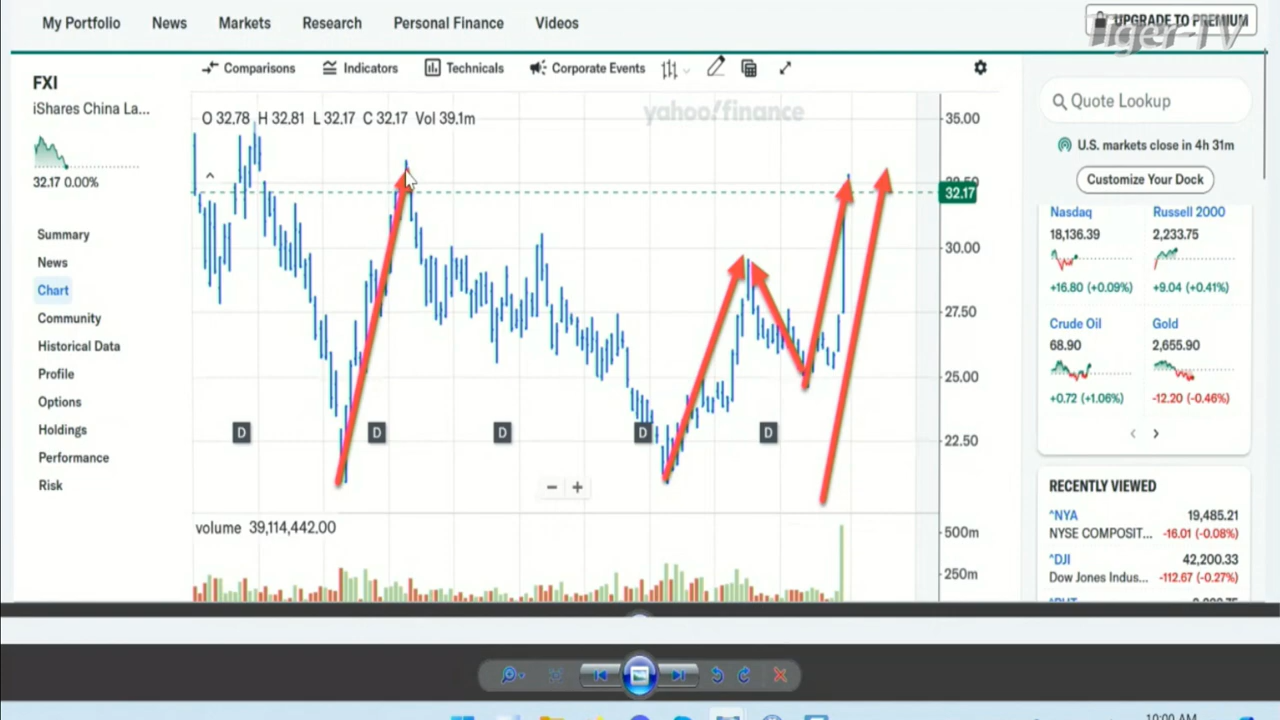 My Portfolio News Markets Research Personal Finance Videos
UPGRADE TO PREMIUM
Tiger-TV
FXI
iShares China La...
32.17 0.00%
Summary
News
Chart
Community
Historical Data
Profile
Options
Holdings
Performance
Risk
Comparisons Indicators Technicals Corporate Events
O 32.78 H 32.81 L 32.17 C 32.17 Vol 39.1m
yahoo!finance
35.00
32.17
30.00
27.50
25.00
22.50
D D D D D
− +
volume 39,114,442.00
500m
250m
Quote Lookup
U.S. markets close in 4h 31m
Customize Your Dock
Nasdaq Russell 2000
18,136.39 2,233.75
+16.80 (+0.09%) +9.04 (+0.41%)
Crude Oil Gold
68.90 2,655.90
+0.72 (+1.06%) -12.20 (-0.46%)
RECENTLY VIEWED
^NYA 19,485.21
NYSE COMPOSIT... -16.01 (-0.08%)
^DJI 42,200.33
Dow Jones Indus... -112.67 (-0.27%)
10:00 AM